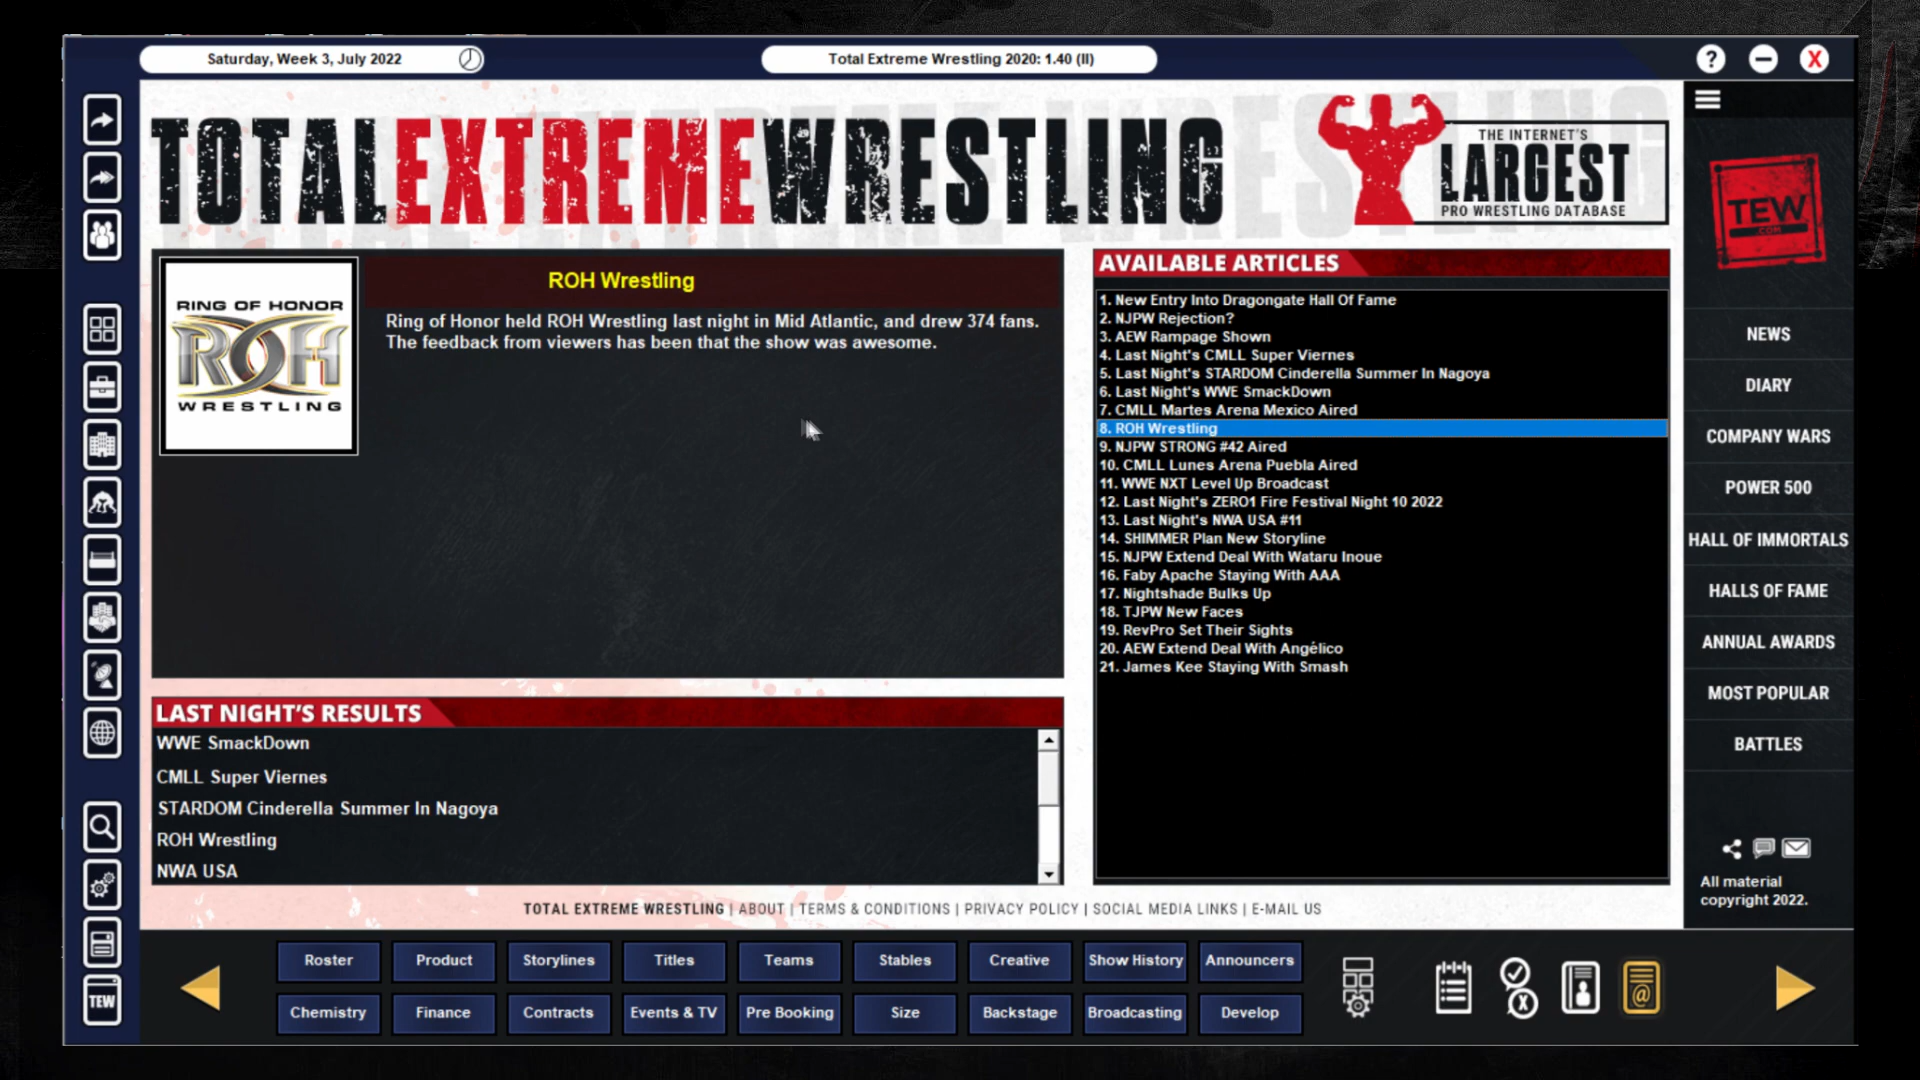 Saturday, Week 3, July 2022
Total Extreme Wrestling 2020: 1.40 (II)
?
X
TOTALEXTREMEWRESTLING
THE INTERNET'S
LARGEST
PRO WRESTLING DATABASE
TEW
.COM
RING OF HONOR
ROH
WRESTLING
ROH Wrestling
Ring of Honor held ROH Wrestling last night in Mid Atlantic, and drew 374 fans.
The feedback from viewers has been that the show was awesome.
AVAILABLE ARTICLES
1. New Entry Into Dragongate Hall Of Fame
2. NJPW Rejection?
3. AEW Rampage Shown
4. Last Night's CMLL Super Viernes
5. Last Night's STARDOM Cinderella Summer In Nagoya
6. Last Night's WWE SmackDown
7. CMLL Martes Arena Mexico Aired
8. ROH Wrestling
9. NJPW STRONG #42 Aired
10. CMLL Lunes Arena Puebla Aired
11. WWE NXT Level Up Broadcast
12. Last Night's ZERO1 Fire Festival Night 10 2022
13. Last Night's NWA USA #11
14. SHIMMER Plan New Storyline
15. NJPW Extend Deal With Wataru Inoue
16. Faby Apache Staying With AAA
17. Nightshade Bulks Up
18. TJPW New Faces
19. RevPro Set Their Sights
20. AEW Extend Deal With Angélico
21. James Kee Staying With Smash
NEWS
DIARY
COMPANY WARS
POWER 500
HALL OF IMMORTALS
HALLS OF FAME
ANNUAL AWARDS
MOST POPULAR
BATTLES
All material
copyright 2022.
LAST NIGHT'S RESULTS
WWE SmackDown
CMLL Super Viernes
STARDOM Cinderella Summer In Nagoya
ROH Wrestling
NWA USA
TOTAL EXTREME WRESTLING | ABOUT | TERMS & CONDITIONS | PRIVACY POLICY | SOCIAL MEDIA LINKS | E-MAIL US
TEW
Roster
Product
Storylines
Titles
Teams
Stables
Creative
Show History
Announcers
Chemistry
Finance
Contracts
Events & TV
Pre Booking
Size
Backstage
Broadcasting
Develop